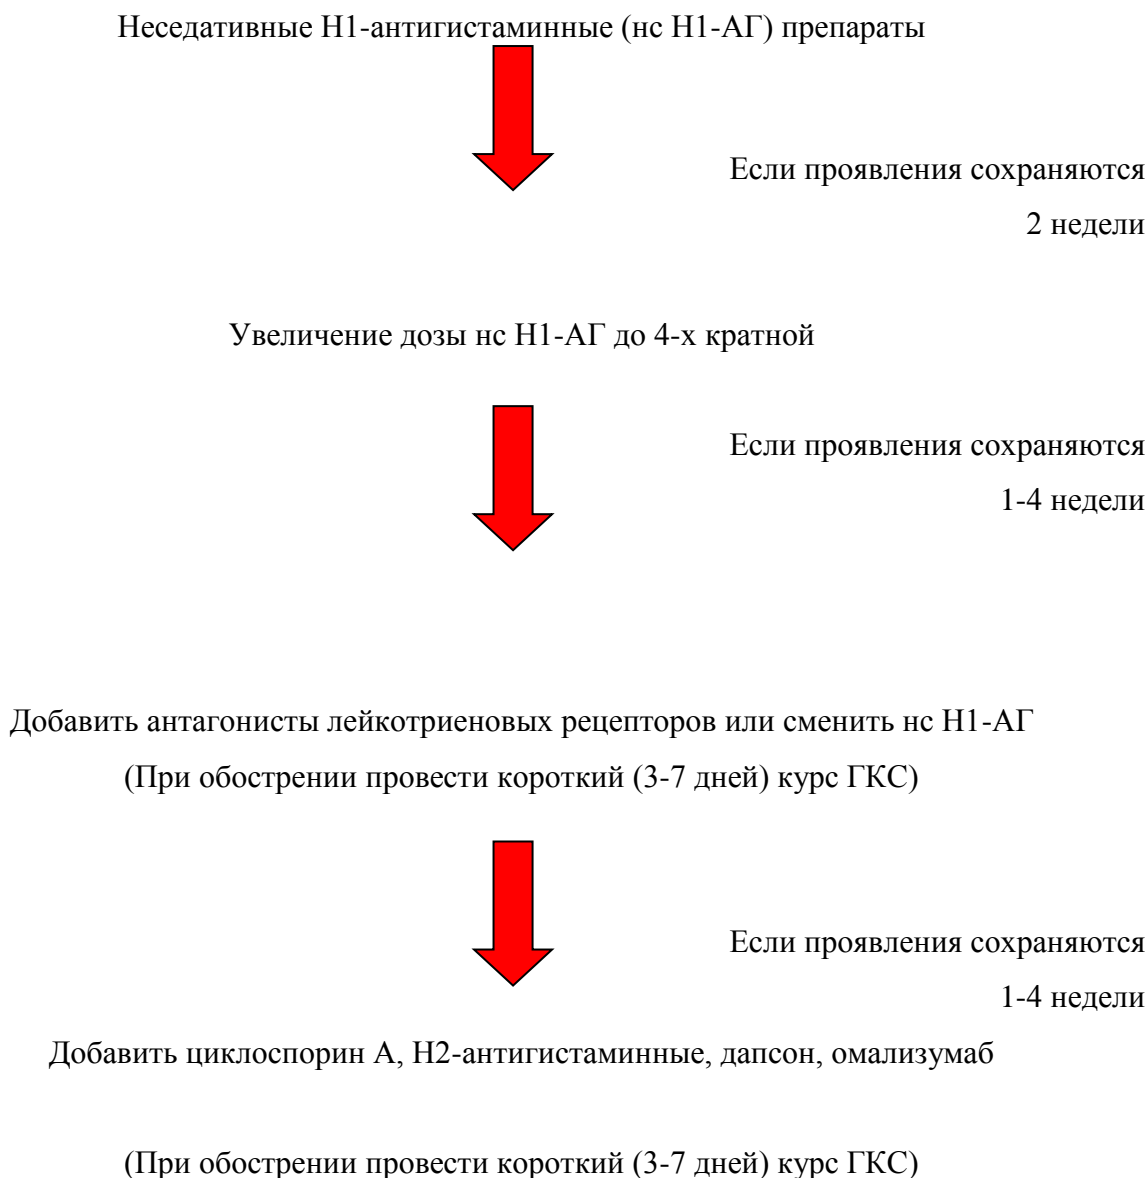 Неседативные Н1-антигистаминные (нс Н1-АГ) препараты
Если проявления сохраняются
2 недели
Увеличение дозы нс Н1-АГ до 4-х кратной
Если проявления сохраняются
1-4 недели
Добавить антагонисты лейкотриеновых рецепторов или сменить нс Н1-АГ
(При обострении провести короткий (3-7 дней) курс ГКС)
Если проявления сохраняются
1-4 недели
Добавить циклоспорин А, Н2-антигистаминные, дапсон, омализумаб
(При обострении провести короткий (3-7 дней) курс ГКС)